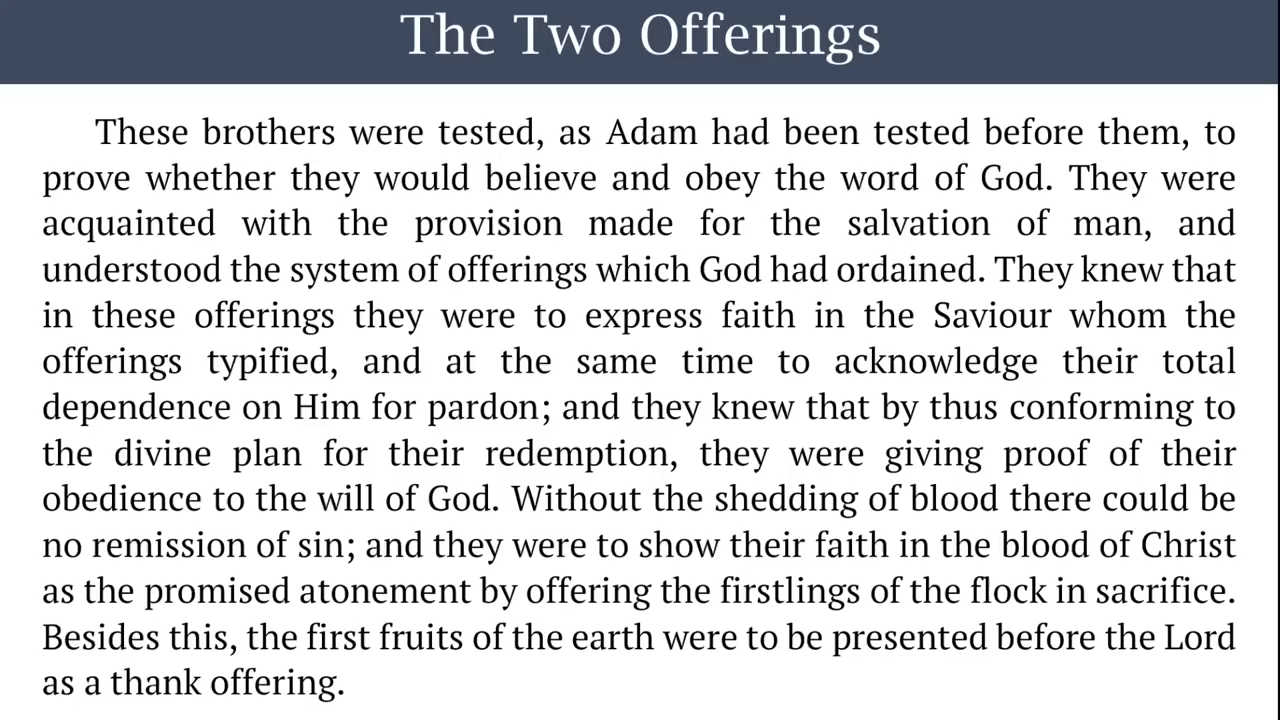 The Two Offerings
These brothers were tested, as Adam had been tested before them, to
prove whether they would believe and obey the word of God. They were
acquainted with the provision made for the salvation of man, and
understood the system of offerings which God had ordained. They knew that
in these offerings they were to express faith in the Saviour whom the
offerings typified, and at the same time to acknowledge their total
dependence on Him for pardon; and they knew that by thus conforming to
the divine plan for their redemption, they were giving proof of their
obedience to the will of God. Without the shedding of blood there could be
no remission of sin; and they were to show their faith in the blood of Christ
as the promised atonement by offering the firstlings of the flock in sacrifice.
Besides this, the first fruits of the earth were to be presented before the Lord
as a thank offering.